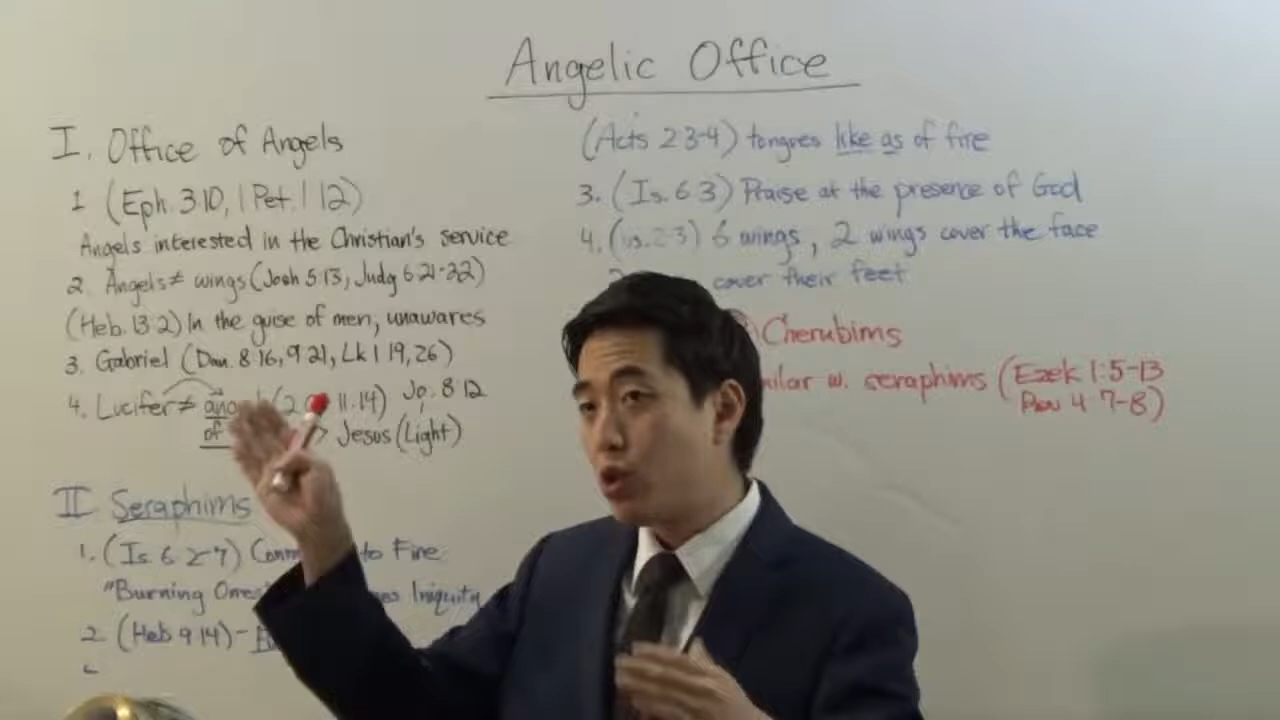 Angelic Office
I. Office of Angels
1 (Eph. 3:10, 1 Pet. 1 12)
Angels interested in the Christian's service
2. Angels ≠ wings (Josh 5:13, Judg 6:21-22)
(Heb. 13:2) In the guise of men, unawares
3. Gabriel (Dan. 8:16, 9:21, Lk 1 19, 26)
4. Lucifer ≠ 11:14) Jo. 8:12
of Jesus (Light)
II Seraphims
1. (Is. 6:2-7) to Fire
"Burning Iniquity
2. (Heb 9:14) -
(Acts 2:3-4) tongues like as of fire
3. (Is. 6:3) Praise at the presence of God
4. (vs. 2-3) 6 wings, 2 wings cover the face
cover their feet
Cherubims
w. seraphims (Ezek 1:5-13
Rev 4:7-8)